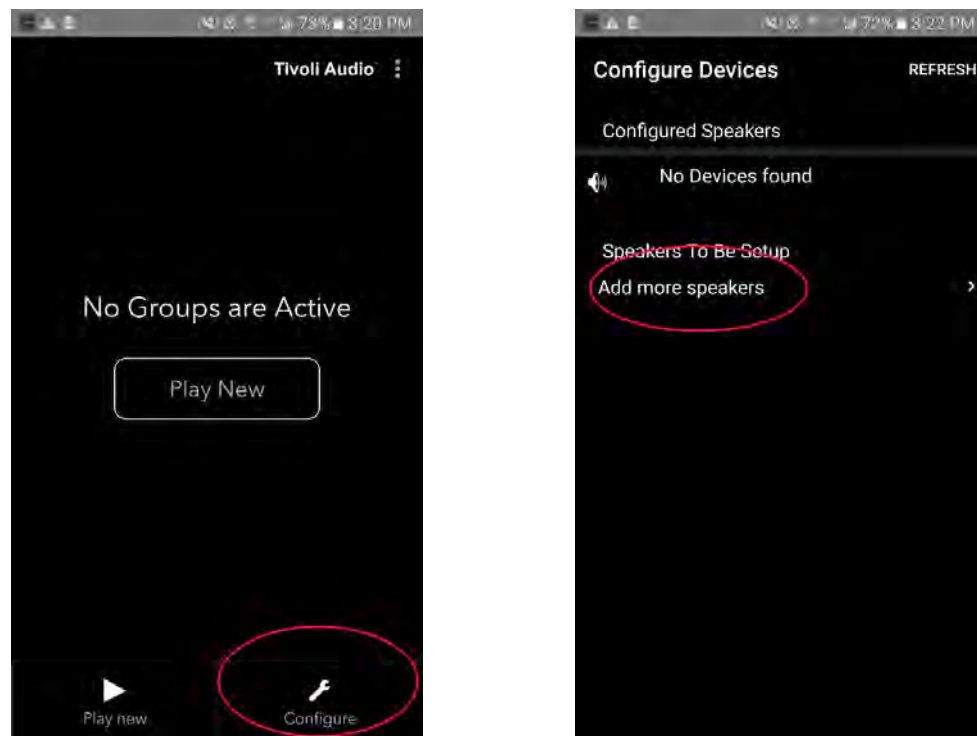 73% 3:20 PM
Tivoli Audio
No Groups are Active
Play New
Play new
Configure
72% 3:22 PM
Configure Devices
REFRESH
Configured Speakers
No Devices found
Speakers To Be Setup
Add more speakers